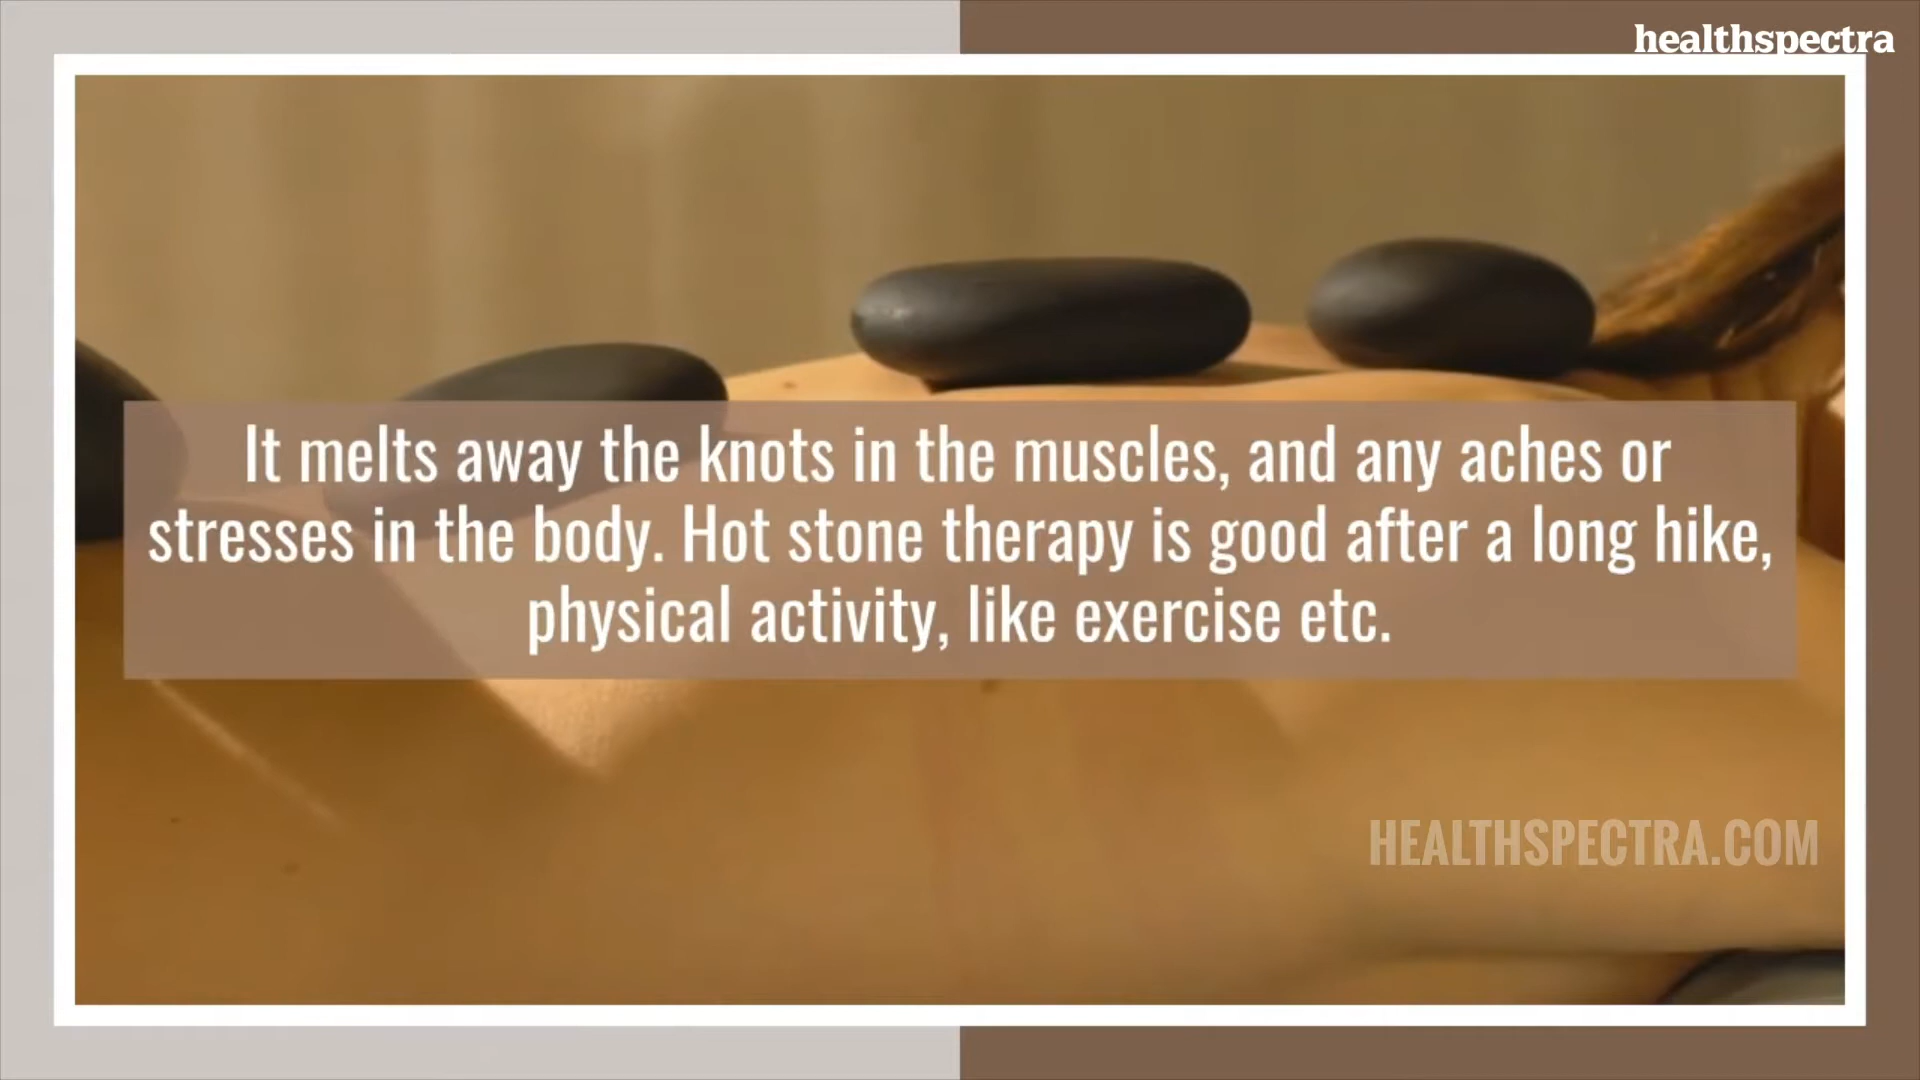 healthspectra
It melts away the knots in the muscles, and any aches or
stresses in the body. Hot stone therapy is good after a long hike,
physical activity, like exercise etc.
HEALTHSPECTRA.COM